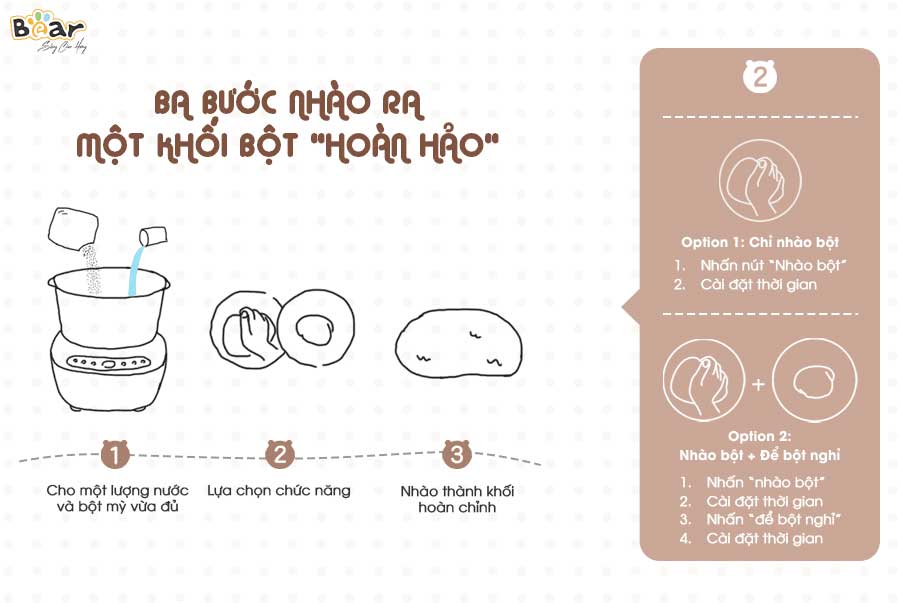 Bear
Sống Cân Hưng
BA BƯỚC NHÀO RA
MỘT KHỐI BỘT "HOÀN HẢO"
1
Cho một lượng nước
và bột mỳ vừa đủ
2
Lựa chọn chức năng
3
Nhào thành khối
hoàn chỉnh
2
Option 1: Chỉ nhào bột
1. Nhấn nút "Nhào bột"
2. Cài đặt thời gian
+
Option 2:
Nhào bột + Để bột nghỉ
1. Nhấn "nhào bột"
2. Cài đặt thời gian
3. Nhấn "để bột nghỉ"
4. Cài đặt thời gian